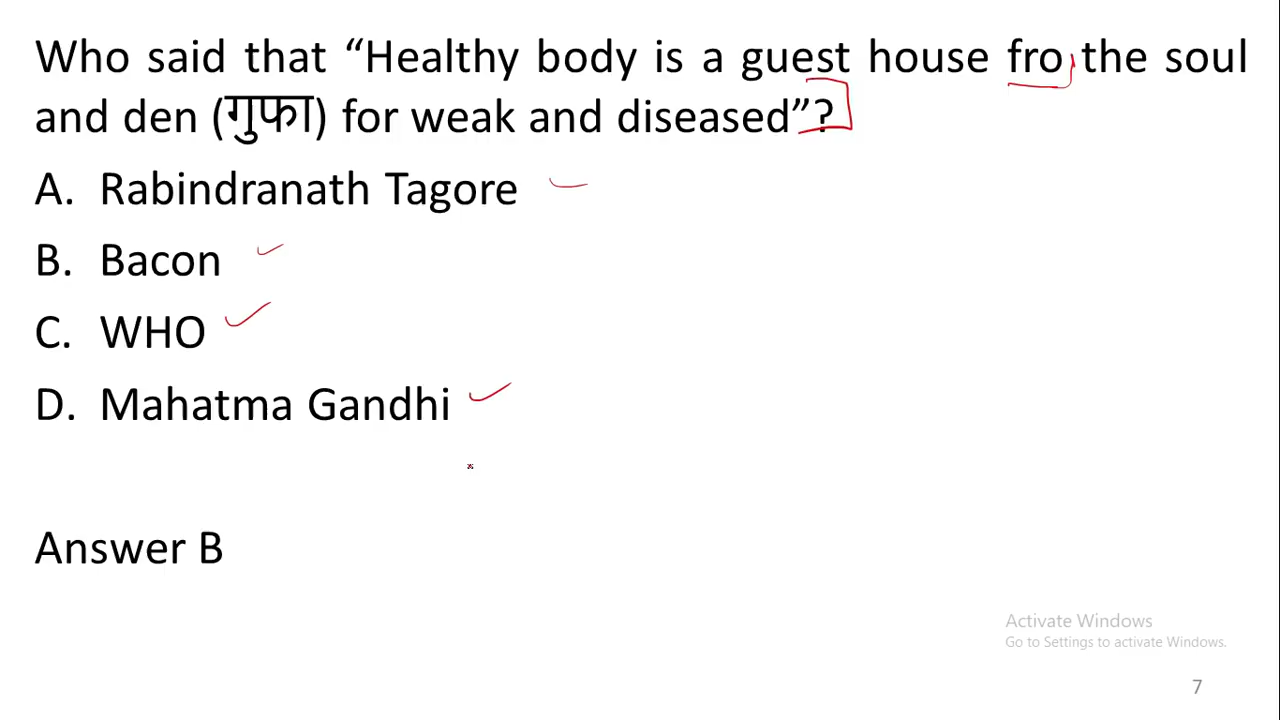 Who said that “Healthy body is a guest house fro the soul
and den (गुफा) for weak and diseased”?
A. Rabindranath Tagore
B. Bacon
C. WHO
D. Mahatma Gandhi
Answer B
Activate Windows
Go to Settings to activate Windows.
7